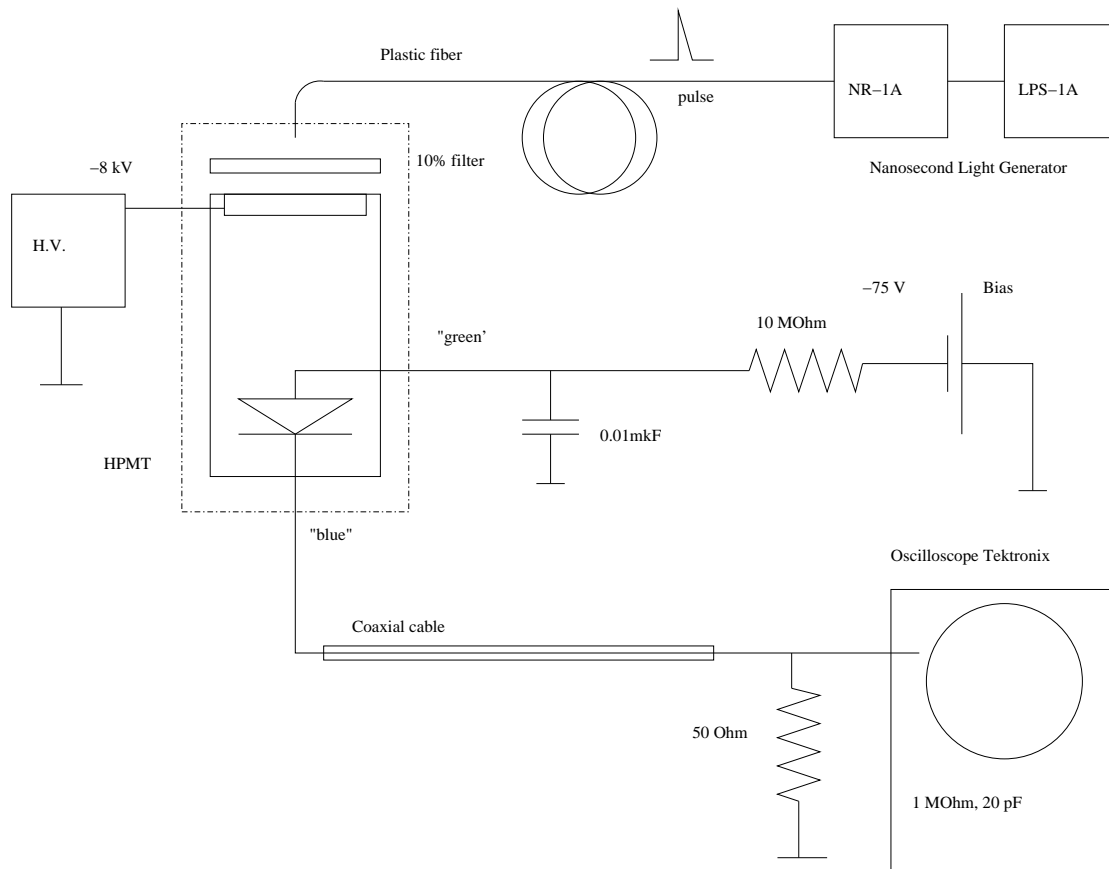 Plastic fiber
pulse
NR−1A
LPS−1A
Nanosecond Light Generator
10% filter
−8 kV
H.V.
−75 V
Bias
10 MOhm
"green’
0.01mkF
HPMT
"blue"
Oscilloscope Tektronix
Coaxial cable
50 Ohm
1 MOhm, 20 pF